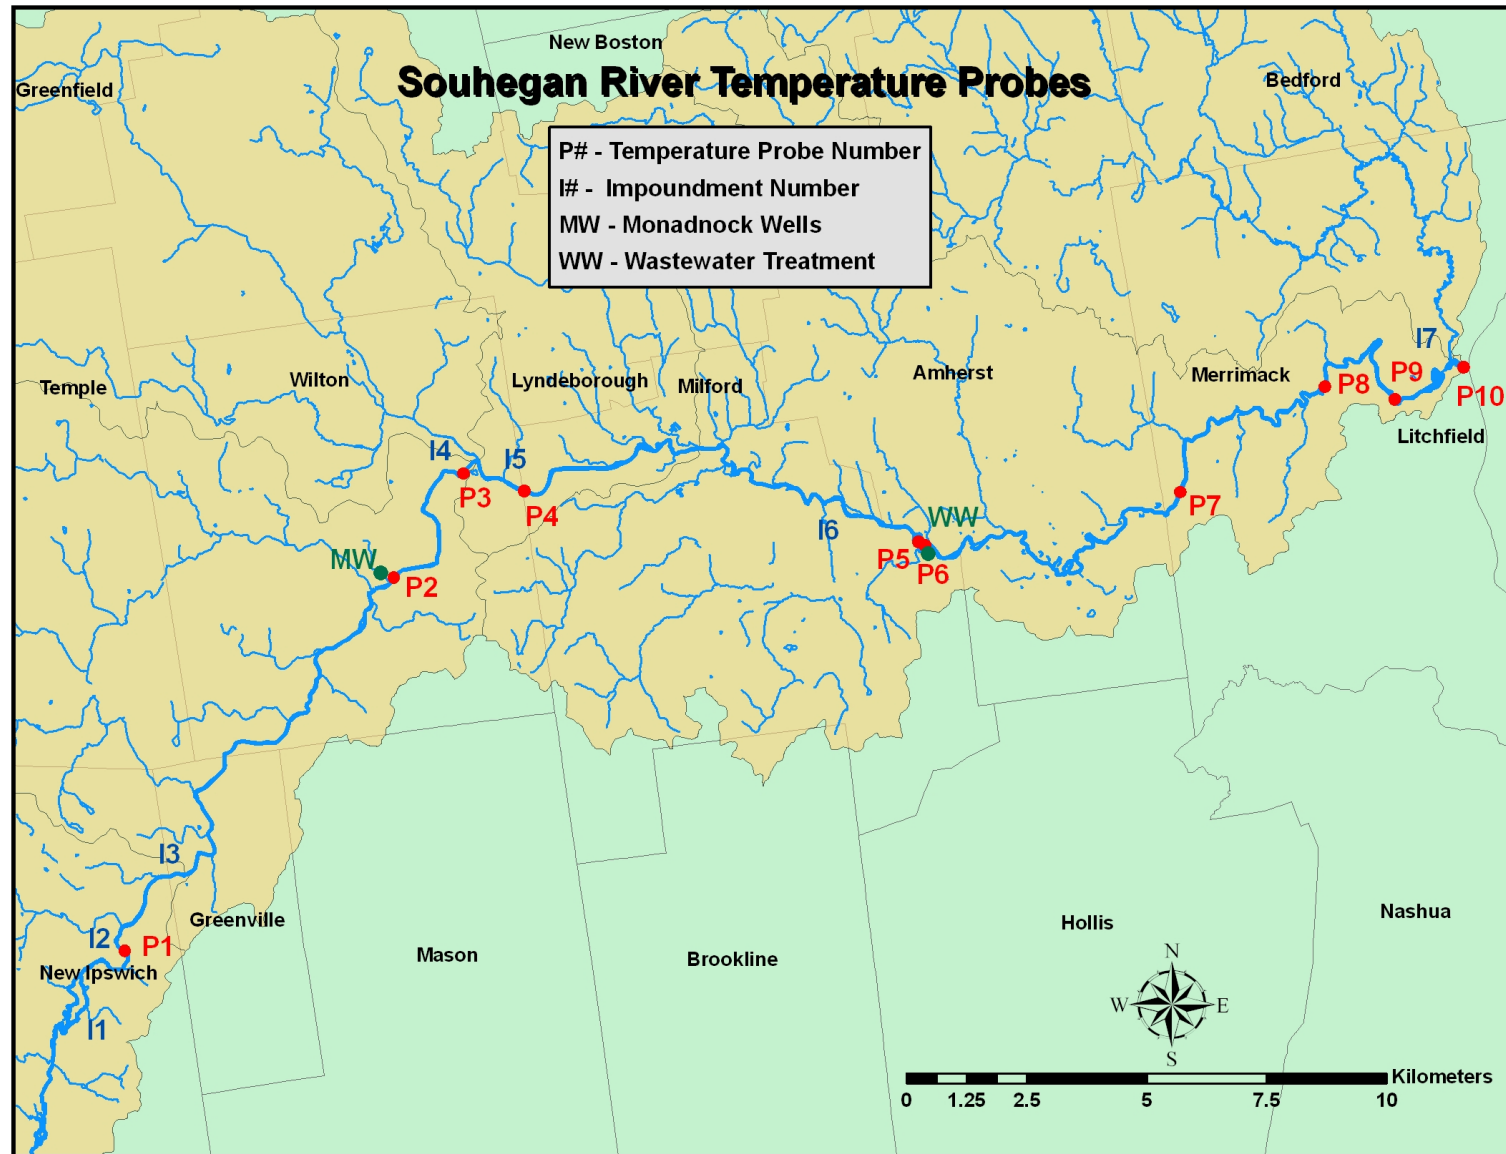 New Boston
Souhegan River Temperature Probes
Bedford
Greenfield
P# - Temperature Probe Number
I# - Impoundment Number
MW - Monadnock Wells
WW - Wastewater Treatment
I7
Temple
Wilton
Lyndeborough
Milford
Amherst
Merrimack
P8
P9
P10
Litchfield
I4
I5
P3
P4
P7
I6
WW
MW
P2
P5
P6
I3
Greenville
I2
P1
New Ipswich
I1
Mason
Brookline
Hollis
Nashua
N
W
E
S
Kilometers
0 1.25 2.5 5 7.5 10